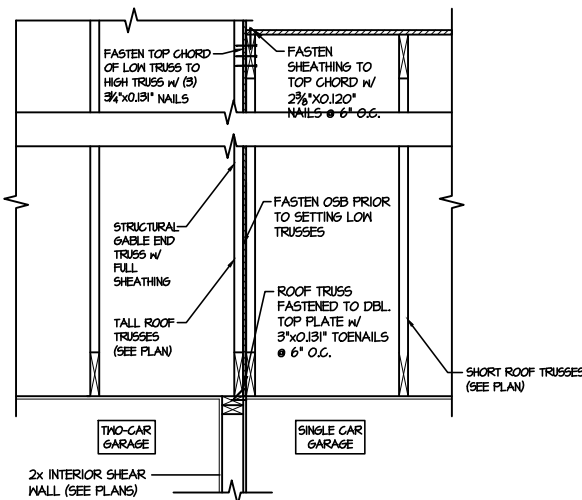 FASTEN TOP CHORD
OF LOW TRUSS TO
HIGH TRUSS w/ (3)
3¼"x0.131" NAILS
FASTEN
SHEATHING TO
TOP CHORD w/
2⅜"x0.120"
NAILS @ 6" O.C.
STRUCTURAL
GABLE END
TRUSS w/
FULL
SHEATHING
FASTEN OSB PRIOR
TO SETTING LOW
TRUSSES
TALL ROOF
TRUSSES
(SEE PLAN)
ROOF TRUSS
FASTENED TO DBL.
TOP PLATE w/
3"x0.131" TOENAILS
@ 6" O.C.
SHORT ROOF TRUSSES
(SEE PLAN)
TWO-CAR
GARAGE
SINGLE CAR
GARAGE
2x INTERIOR SHEAR
WALL (SEE PLANS)